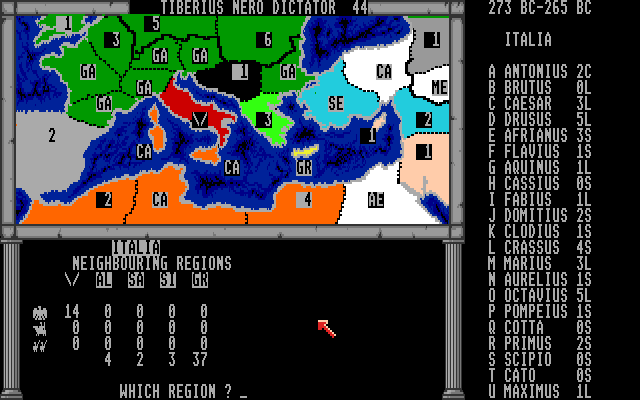 TIBERIUS NERO DICTATOR 44
273 BC-265 BC
ITALIA
1 5
3 GA GA 6 1
GA 1 GA CA
GA ME
GA SE
3 2
2 1
CA 1
CA GR
2 CA 4 AE
A ANTONIUS 2C
B BRUTUS 0L
C CAESAR 3L
D DRUSUS 5L
E AFRIANUS 3S
F FLAVIUS 1S
G AQUINUS 1L
H CASSIUS 0S
I FABIUS 1L
J DOMITIUS 2S
K CLODIUS 1S
L CRASSUS 4S
M MARIUS 3L
N AURELIUS 1S
O OCTAVIUS 5L
P POMPEIUS 1S
Q COTTA 0S
R PRIMUS 2S
S SCIPIO 0S
T CATO 0S
U MAXIMUS 1L
ITALIA
NEIGHBOURING REGIONS
\/ AL SA SI GR
14 0 0 0 0
0 0 0 0 0
0 0 0 0 0
4 2 3 37
WHICH REGION ? _